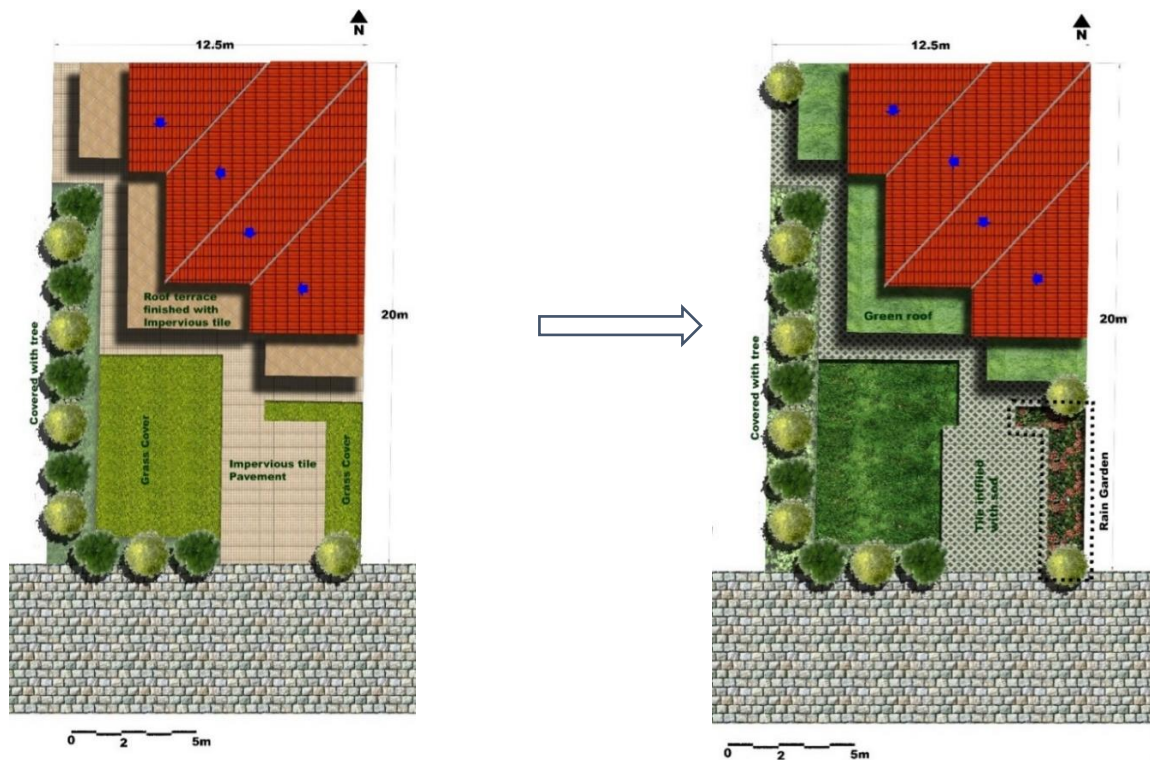 N
12.5m
Roof terrace
finished with
Impervious tile
20m
Covered with tree
Grass Cover
Impervious tile
Pavement
Grass Cover
0 2 5m
N
12.5m
Green roof
20m
Covered with tree
Tile infilled
with sod
Rain Garden
0 2 5m